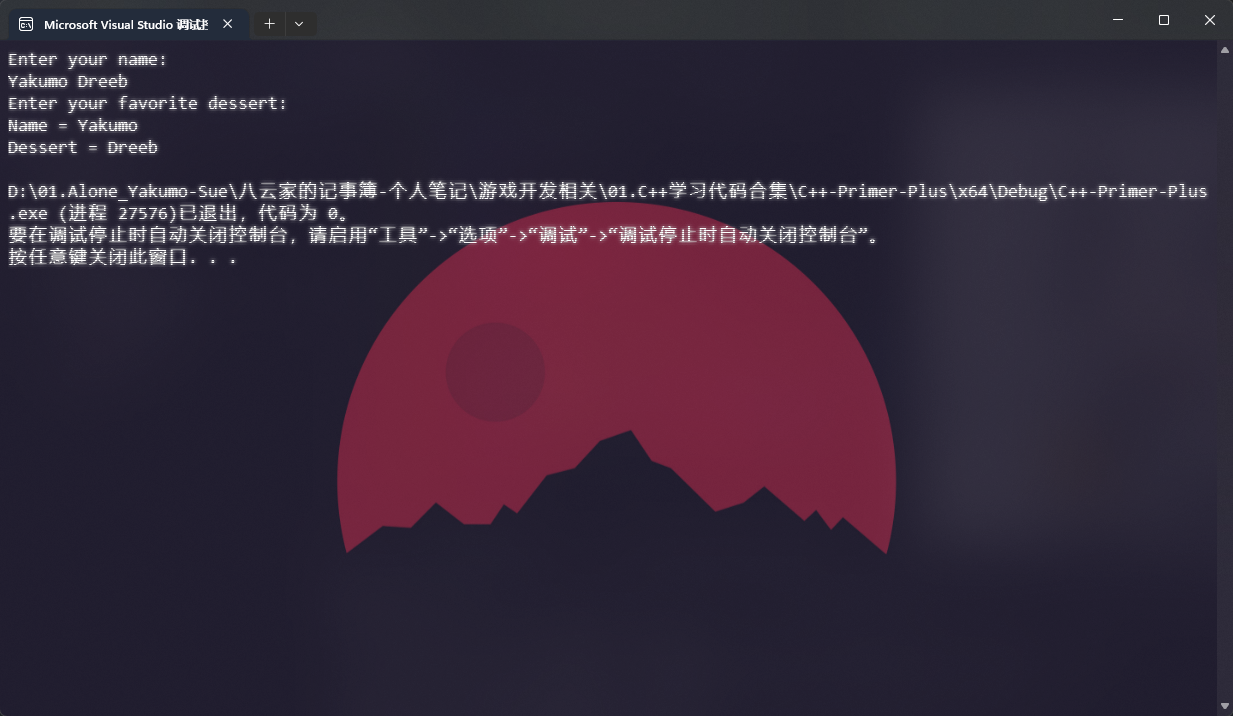 Microsoft Visual Studio 调试
Enter your name:
Yakumo Dreeb
Enter your favorite dessert:
Name = Yakumo
Dessert = Dreeb
D:\01.Alone_Yakumo-Sue\八云家的记事簿-个人笔记\游戏开发相关\01.C++学习代码合集\C++-Primer-Plus\x64\Debug\C++-Primer-Plus
.exe (进程 27576)已退出，代码为 0。
要在调试停止时自动关闭控制台，请启用“工具”->“选项”->“调试”->“调试停止时自动关闭控制台”。
按任意键关闭此窗口. . .